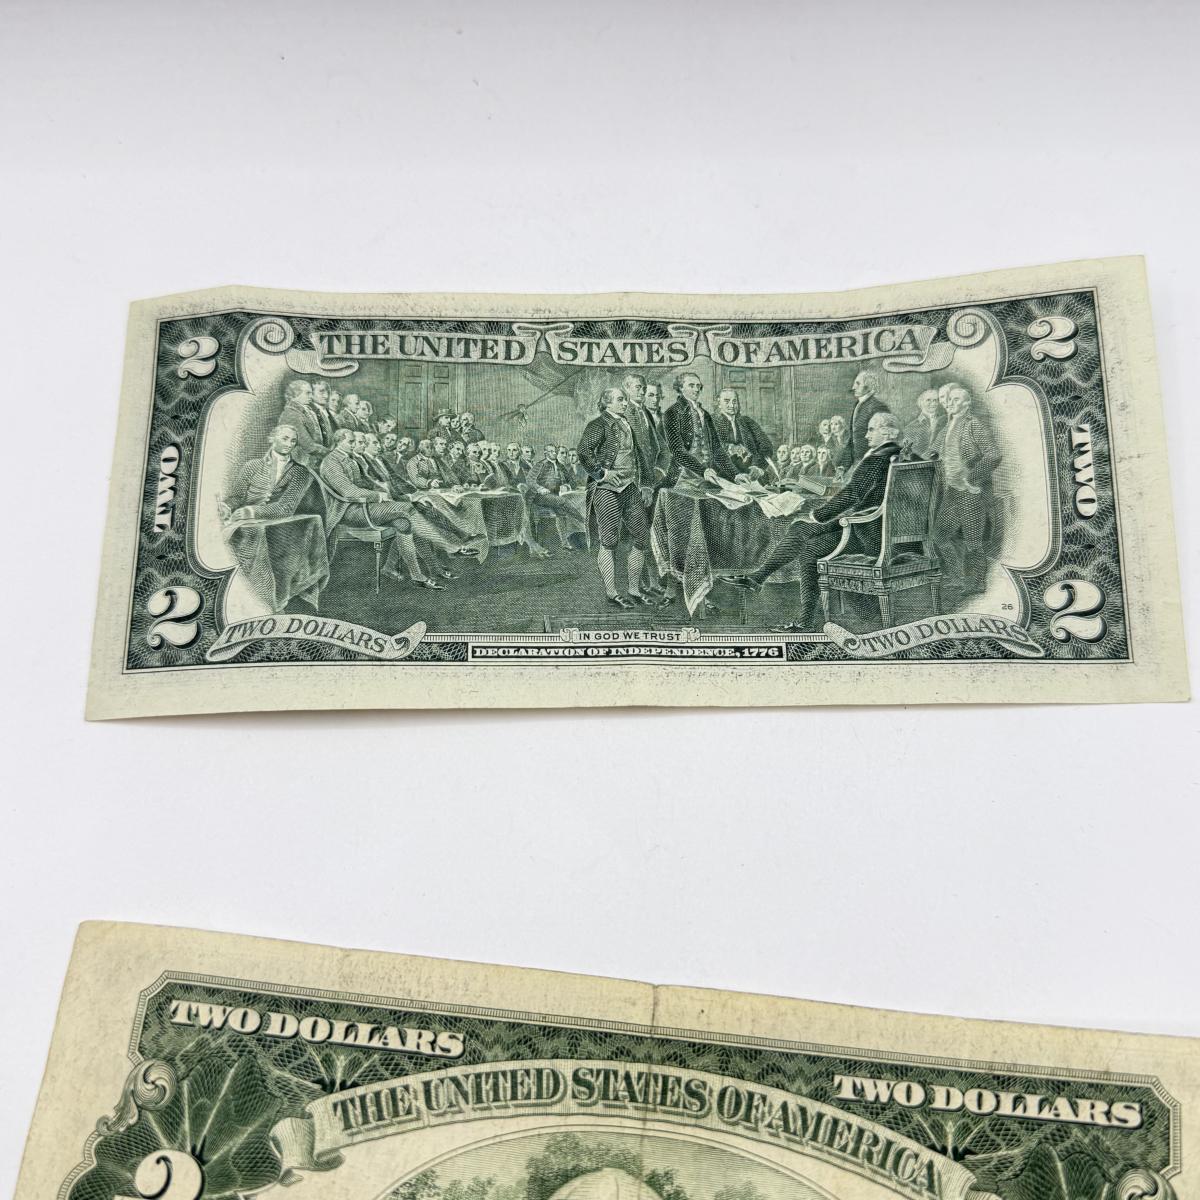 THE UNITED STATES OF AMERICA
2
2
TWO
TWO
2
2
TWO DOLLARS
TWO DOLLARS
26
IN GOD WE TRUST
DECLARATION OF INDEPENDENCE, 1776
TWO DOLLARS
TWO DOLLARS
THE UNITED STATES OF AMERICA
2